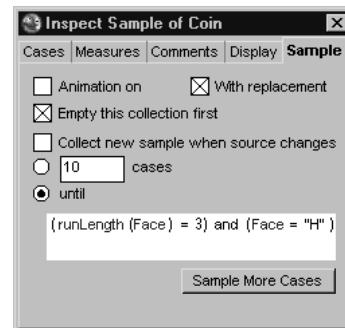 Inspect Sample of Coin
Cases Measures Comments Display Sample
Animation on With replacement
Empty this collection first
Collect new sample when source changes
10 cases
until
(runLength (Face) = 3) and (Face = "H" )
Sample More Cases